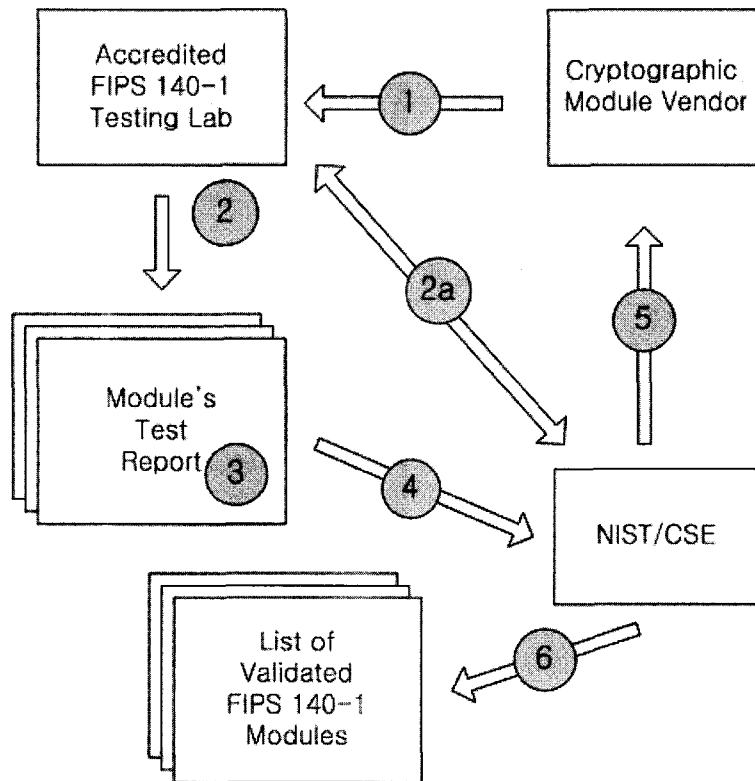 Accredited
FIPS 140-1
Testing Lab
1
Cryptographic
Module Vendor
2
2a
5
Module's
Test
Report
3
4
NIST/CSE
List of
Validated
FIPS 140-1
Modules
6